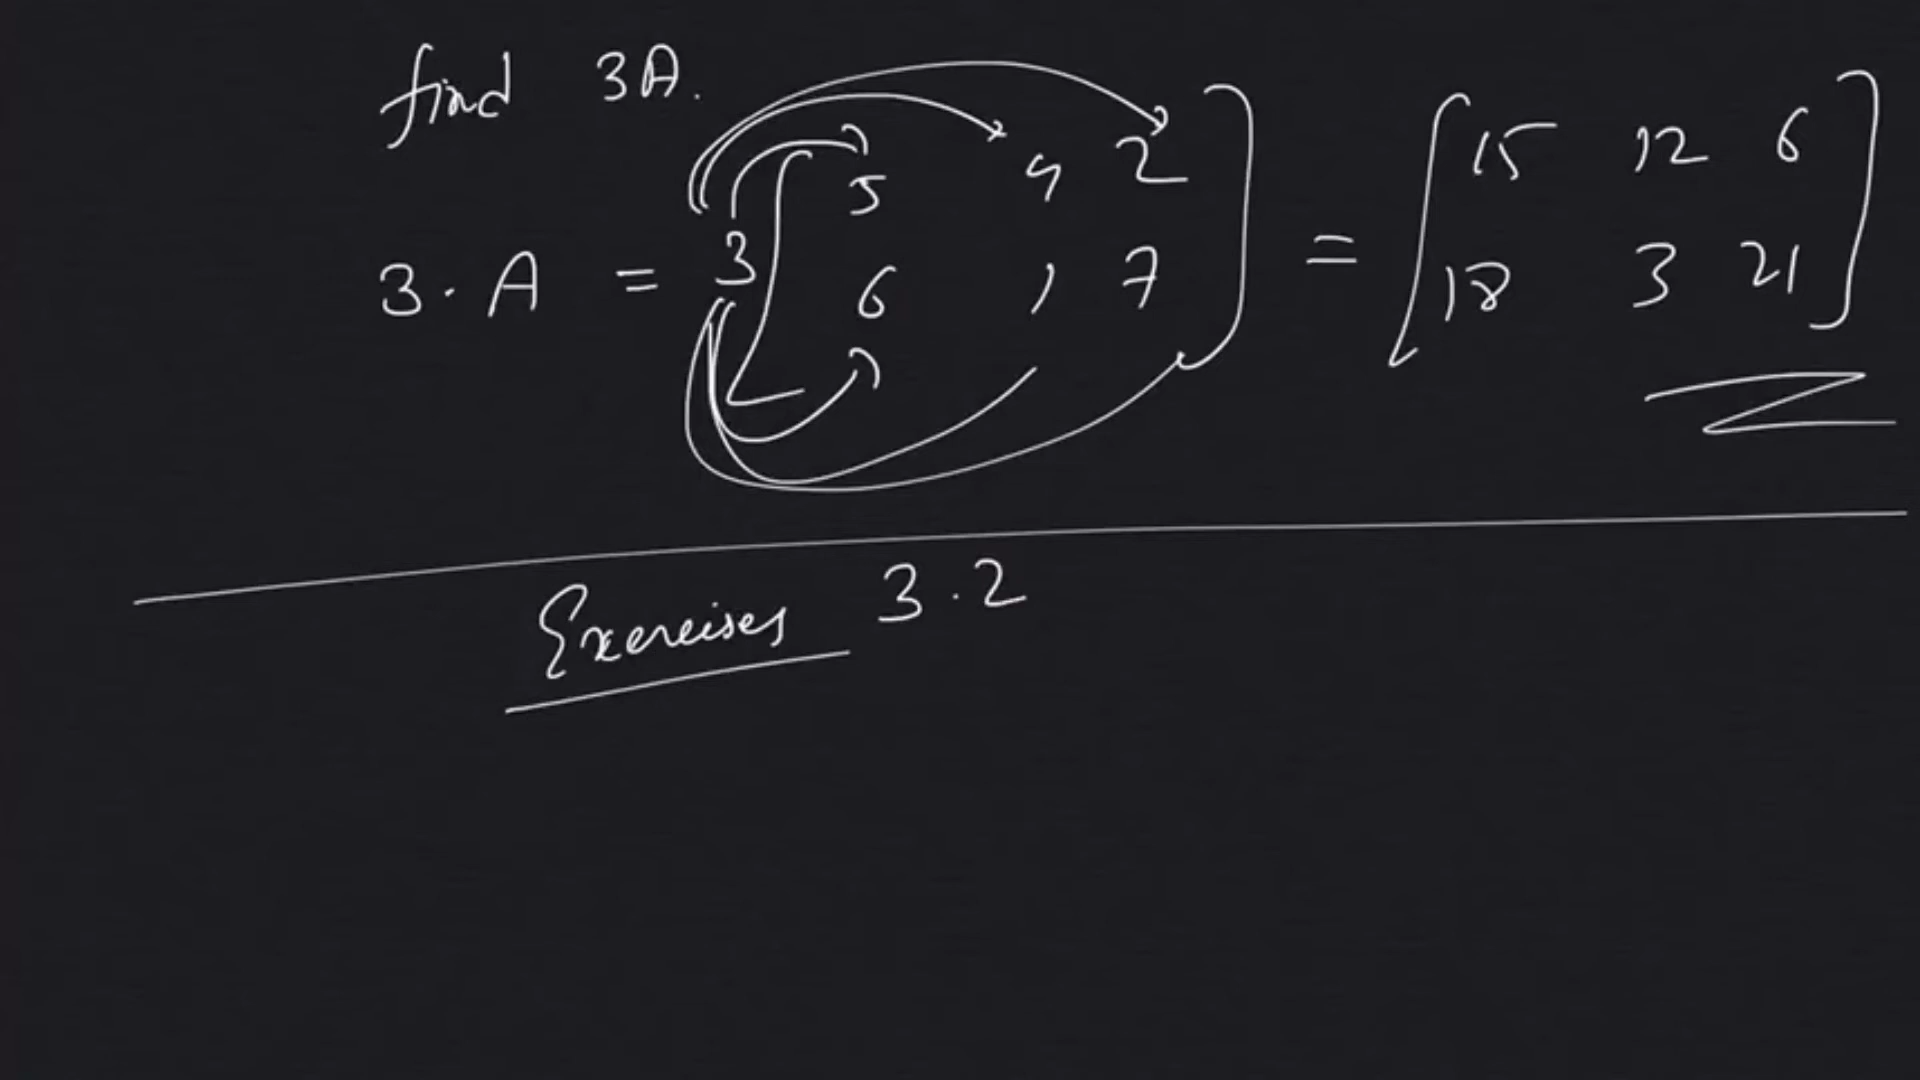 find 3A.
3 · A = 3 [ 5 4 2
6 1 7 ] = [ 15 12 6
18 3 21 ]
Exercises 3.2